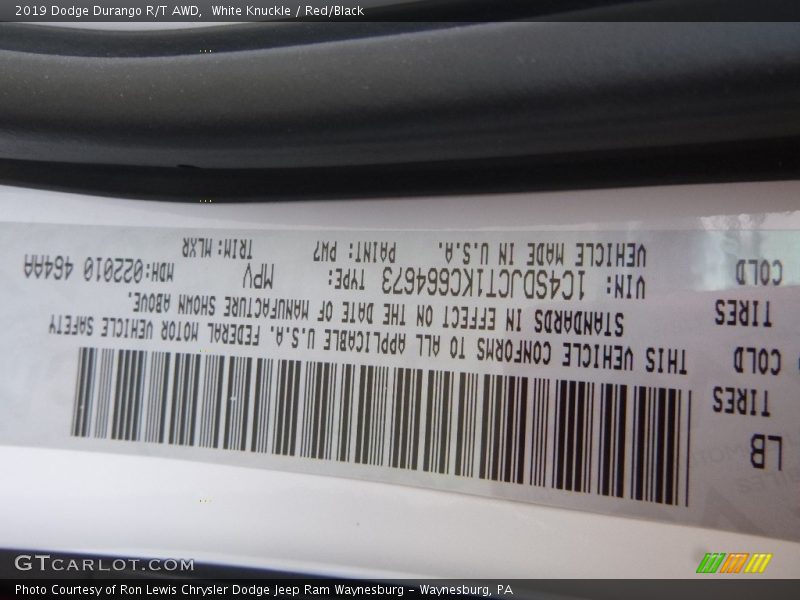 2019 Dodge Durango R/T AWD,  White Knuckle / Red/Black
LB
TIRES
COLD
TIRES
COLD
THIS VEHICLE CONFORMS TO ALL APPLICABLE U.S.A. FEDERAL MOTOR VEHICLE SAFETY
STANDARDS IN EFFECT ON THE DATE OF MANUFACTURE SHOWN ABOVE.
VIN: 1C4SDJCT1KC664673 TYPE: MPV MDH:022010 464AA
VEHICLE MADE IN U.S.A. PAINT: PW7 TRIM: MLXR
GTCARLOT.COM
Photo Courtesy of Ron Lewis Chrysler Dodge Jeep Ram Waynesburg - Waynesburg, PA